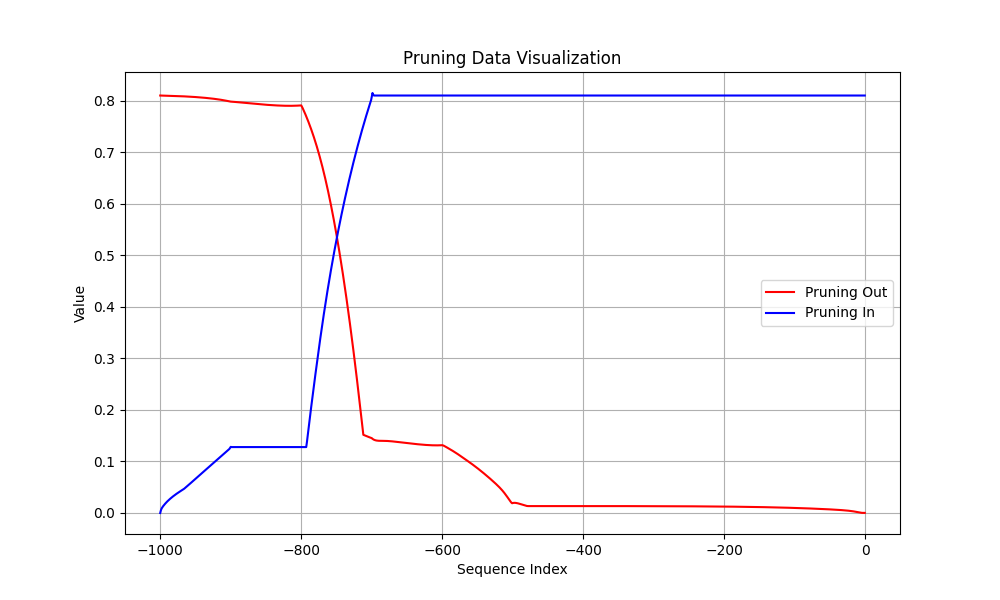 Pruning Data Visualization
Value
0.8
0.7
0.6
0.5
0.4
0.3
0.2
0.1
0.0
Pruning Out
Pruning In
−1000 −800 −600 −400 −200 0
Sequence Index